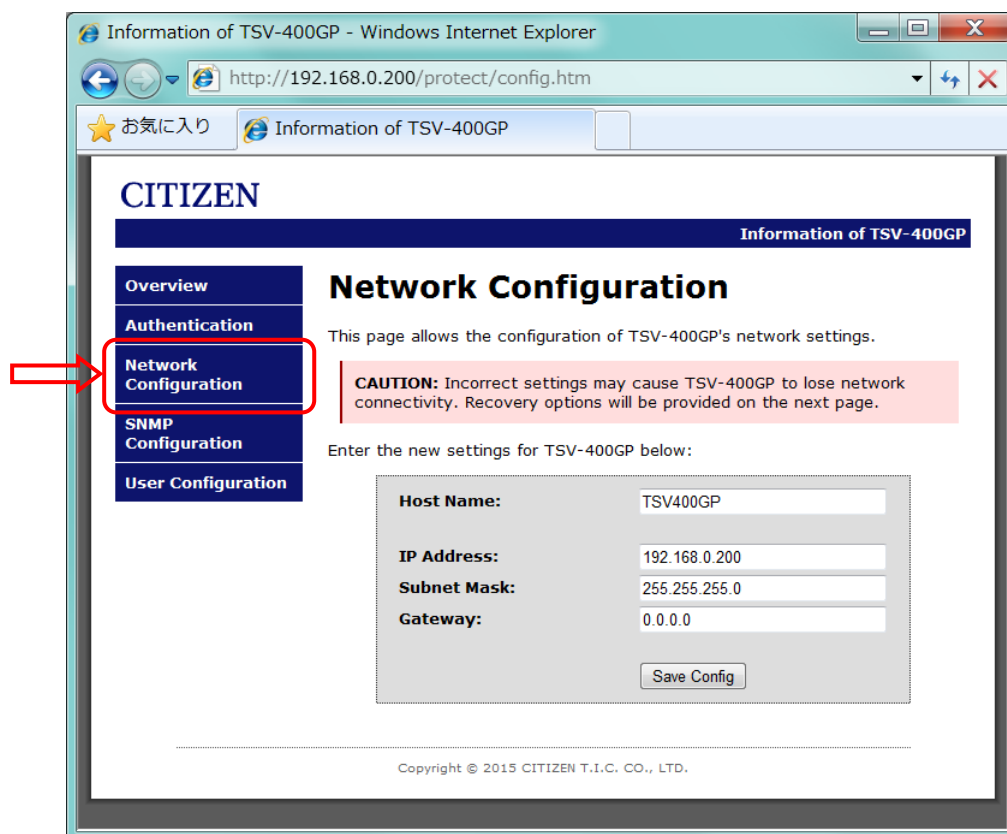 Information of TSV-400GP - Windows Internet Explorer
http://192.168.0.200/protect/config.htm
お気に入り
Information of TSV-400GP
CITIZEN
Information of TSV-400GP
Overview
Authentication
Network
Configuration
SNMP
Configuration
User Configuration
Network Configuration
This page allows the configuration of TSV-400GP's network settings.
CAUTION: Incorrect settings may cause TSV-400GP to lose network
connectivity. Recovery options will be provided on the next page.
Enter the new settings for TSV-400GP below:
Host Name: TSV400GP
IP Address: 192.168.0.200
Subnet Mask: 255.255.255.0
Gateway: 0.0.0.0
Save Config
Copyright © 2015 CITIZEN T.I.C. CO., LTD.